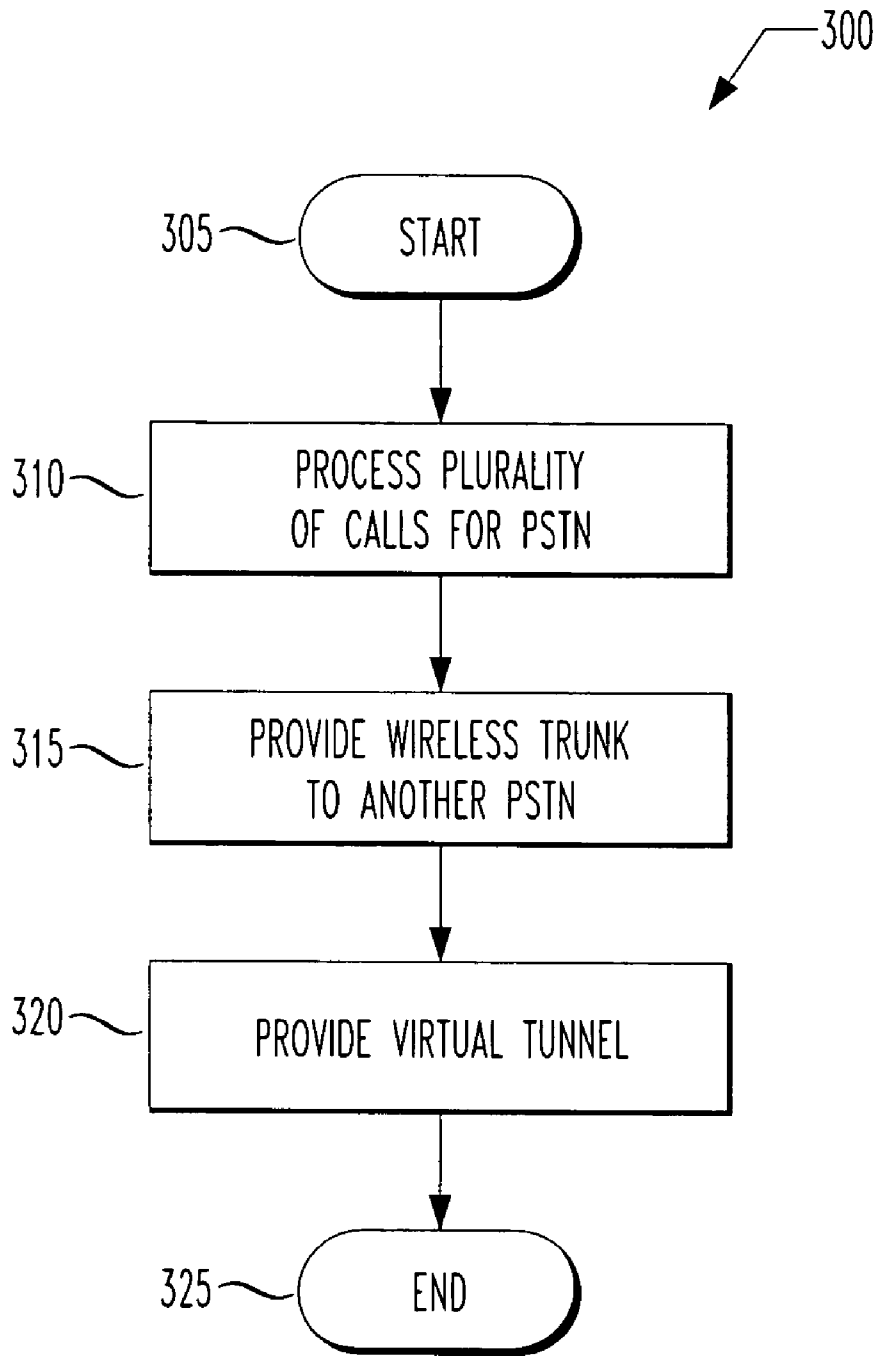 300
305
START
310
PROCESS PLURALITY
OF CALLS FOR PSTN
315
PROVIDE WIRELESS TRUNK
TO ANOTHER PSTN
320
PROVIDE VIRTUAL TUNNEL
325
END